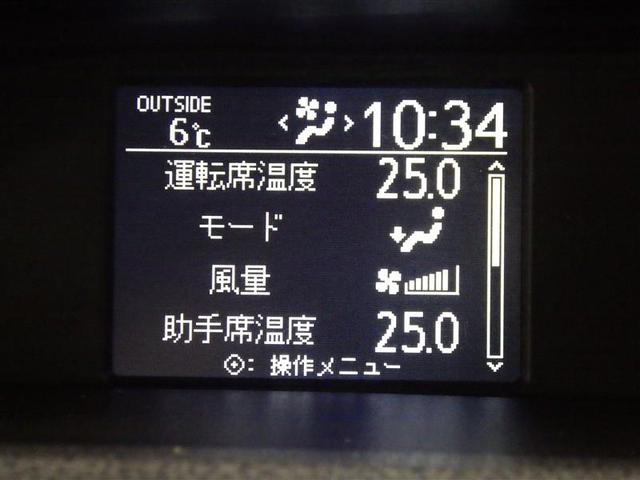 OUTSIDE
6℃ < > 10:34
運転席温度 25.0
モード
風量
助手席温度 25.0
: 操作メニュー